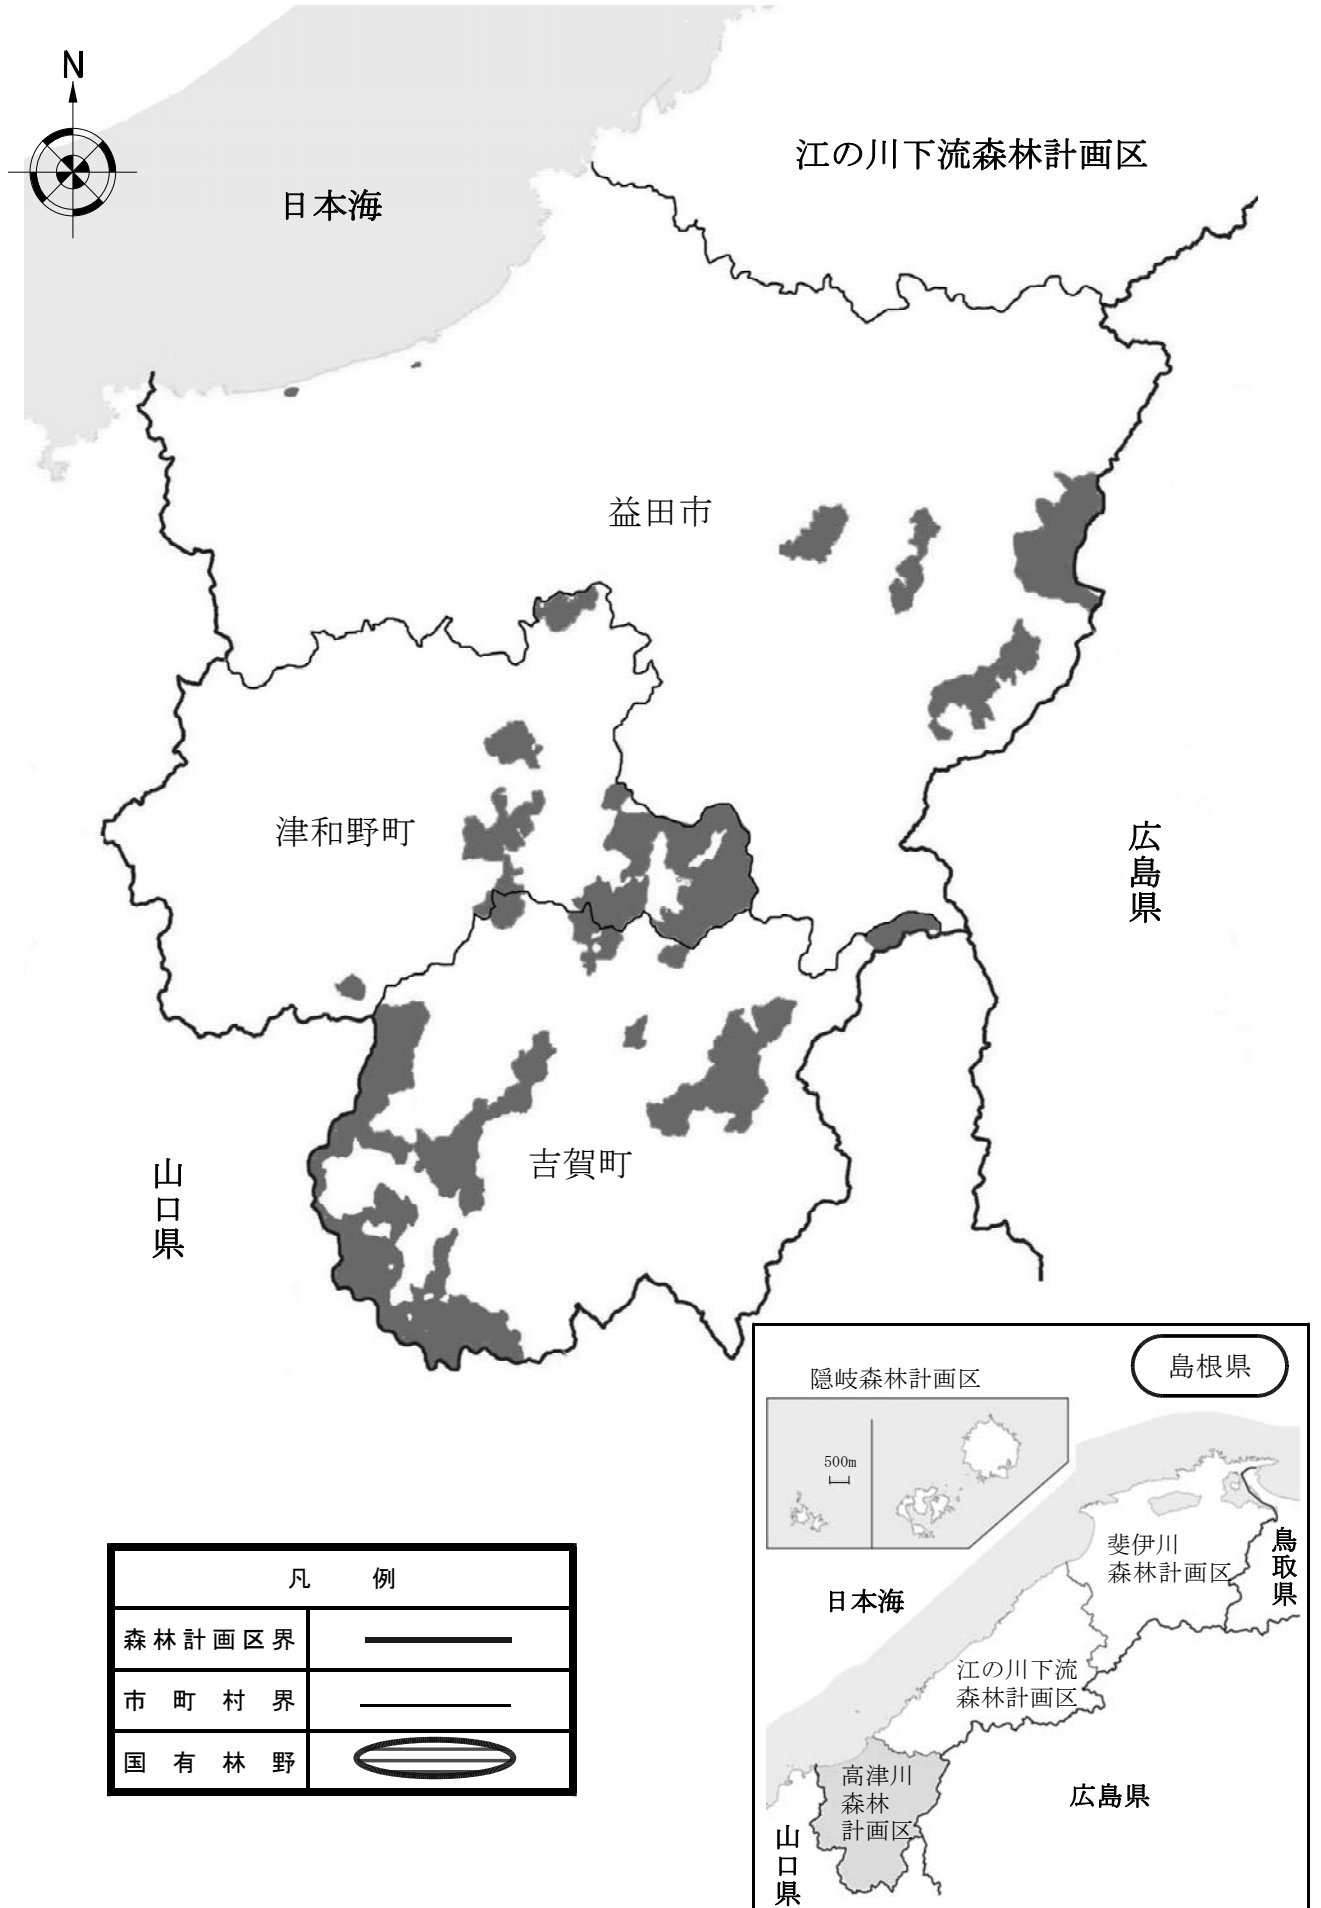 N
江の川下流森林計画区
日本海
益田市
津和野町
広島県
吉賀町
山口県
島根県
隠岐森林計画区
500m
斐伊川
森林計画区
鳥取県
日本海
江の川下流
森林計画区
高津川
森林
計画区
広島県
山口県
凡 例
森林計画区界
市町村界
国有林野